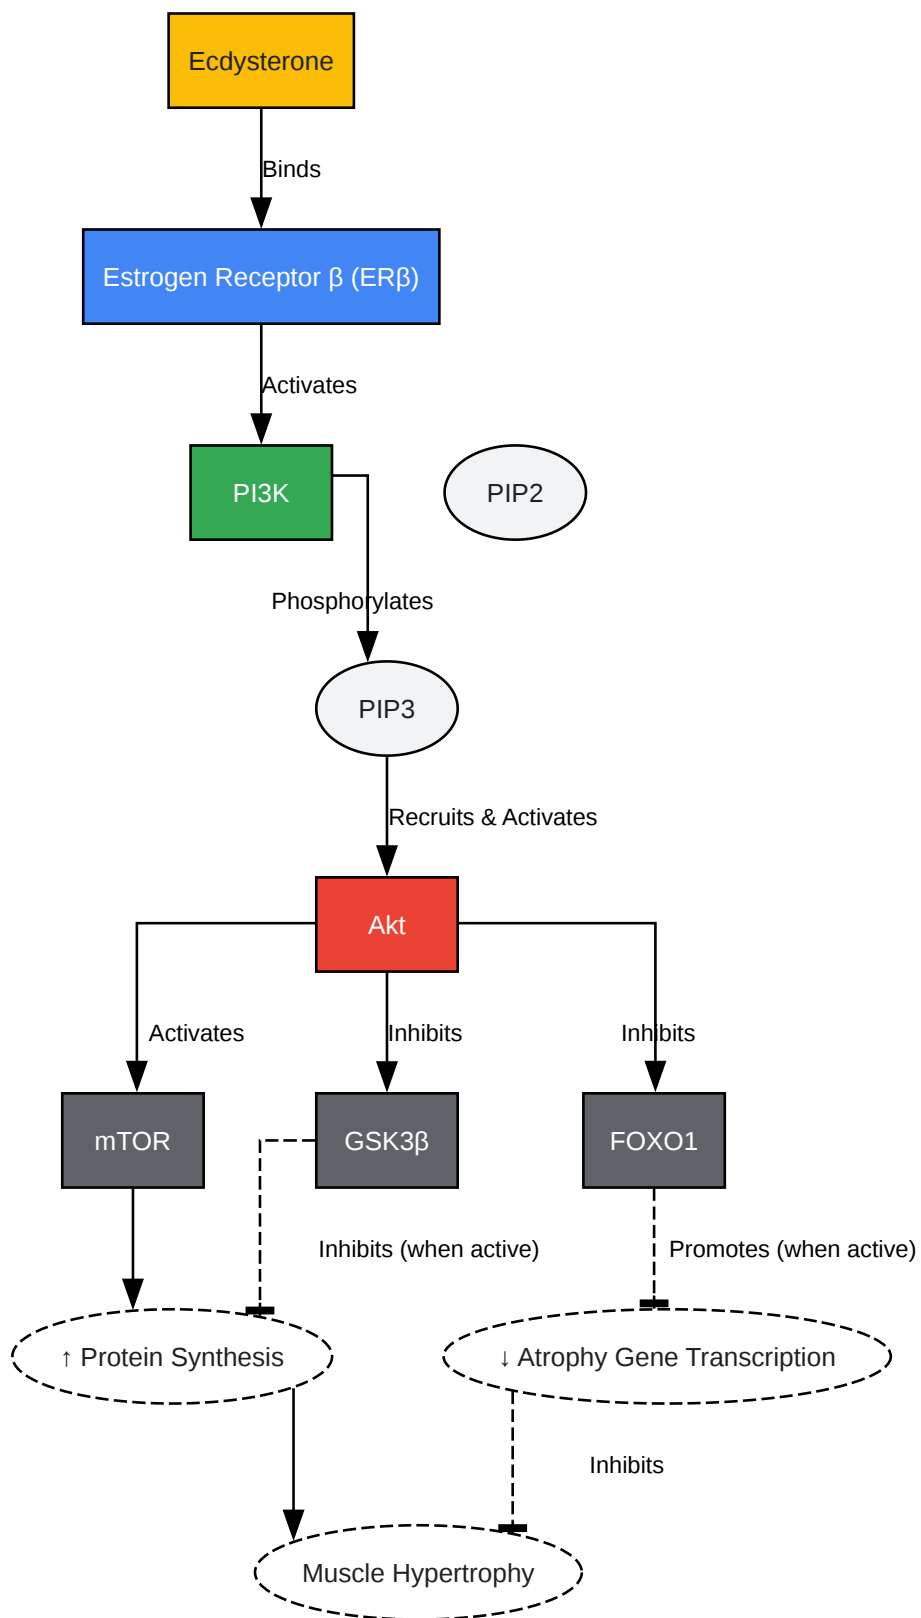 Ecdysterone
Binds
Estrogen Receptor β (ERβ)
Activates
PI3K
PIP2
Phosphorylates
PIP3
Recruits & Activates
Akt
Activates
Inhibits
Inhibits
mTOR
GSK3β
FOXO1
Inhibits (when active)
Promotes (when active)
↑ Protein Synthesis
↓ Atrophy Gene Transcription
Inhibits
Muscle Hypertrophy